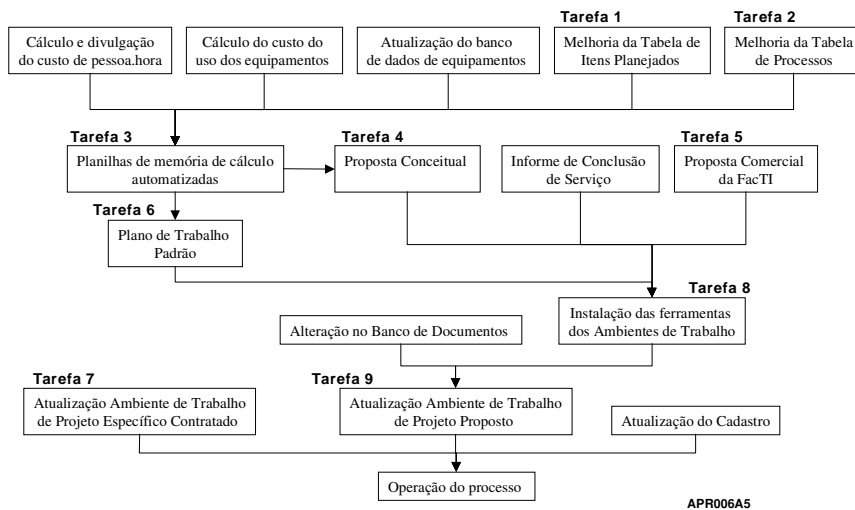 Tarefa 1
Tarefa 2
Cálculo e divulgação
do custo de pessoa.hora
Cálculo do custo do
uso dos equipamentos
Atualização do banco
de dados de equipamentos
Melhoria da Tabela de
Itens Planejados
Melhoria da Tabela
de Processos
Tarefa 3
Tarefa 4
Tarefa 5
Planilhas de memória de cálculo
automatizadas
Proposta Conceitual
Informe de Conclusão
de Serviço
Proposta Comercial
da FacTI
Tarefa 6
Plano de Trabalho
Padrão
Tarefa 8
Instalação das ferramentas
dos Ambientes de Trabalho
Alteração no Banco de Documentos
Tarefa 7
Tarefa 9
Atualização Ambiente de Trabalho
de Projeto Específico Contratado
Atualização Ambiente de Trabalho
de Projeto Proposto
Atualização do Cadastro
Operação do processo
APR006A5